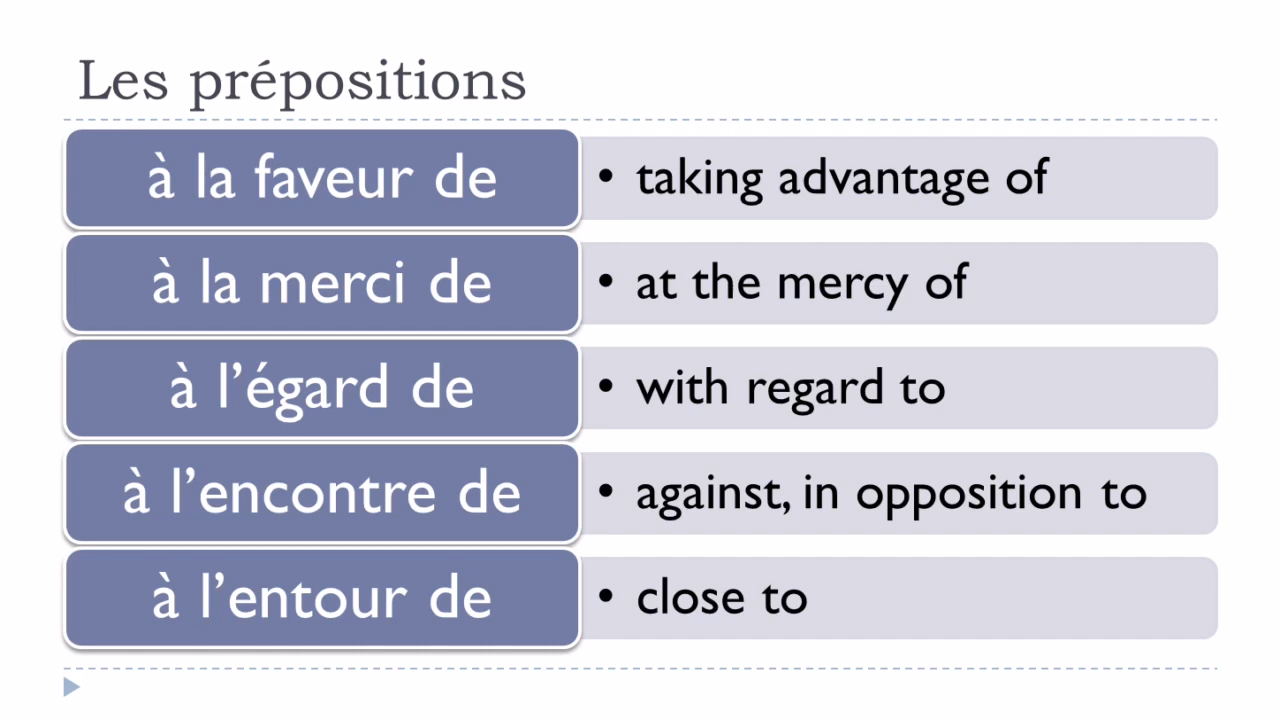 Les prépositions
à la faveur de
• taking advantage of
à la merci de
• at the mercy of
à l’égard de
• with regard to
à l’encontre de
• against, in opposition to
à l’entour de
• close to